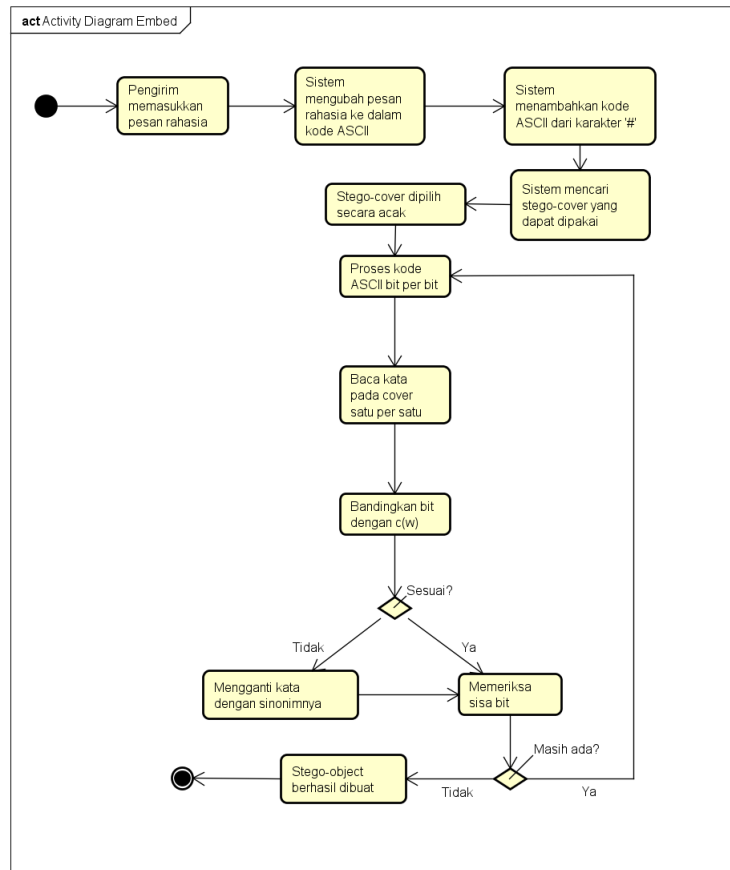 act Activity Diagram Embed
Pengirim
memasukkan
pesan rahasia
Sistem
mengubah pesan
rahasia ke dalam
kode ASCII
Sistem
menambahkan kode
ASCII dari karakter '#'
Sistem mencari
stego-cover yang
dapat dipakai
Stego-cover dipilih
secara acak
Proses kode
ASCII bit per bit
Baca kata
pada cover
satu per satu
Bandingkan bit
dengan c(w)
Sesuai?
Tidak
Ya
Mengganti kata
dengan sinonimnya
Memeriksa
sisa bit
Masih ada?
Tidak
Ya
Stego-object
berhasil dibuat